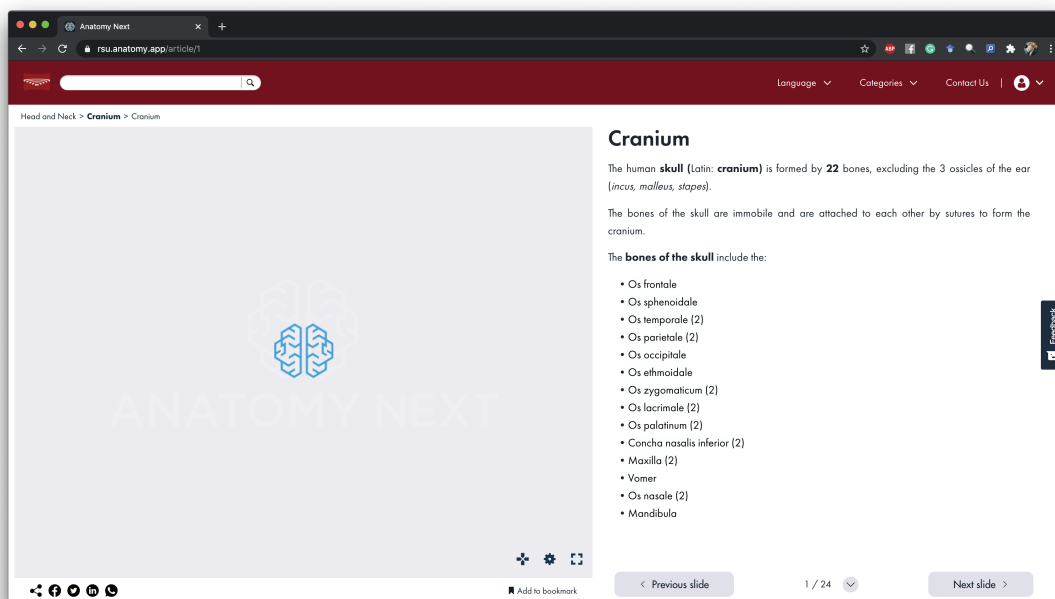 Anatomy Next
rsu.anatomy.app/article/1
ABP
Language
Categories
Contact Us
Head and Neck > Cranium > Cranium
ANATOMY NEXT
Add to bookmark
Cranium
The human skull (Latin: cranium) is formed by 22 bones, excluding the 3 ossicles of the ear
(incus, malleus, stapes).
The bones of the skull are immobile and are attached to each other by sutures to form the
cranium.
The bones of the skull include the:
• Os frontale
• Os sphenoidale
• Os temporale (2)
• Os parietale (2)
• Os occipitale
• Os ethmoidale
• Os zygomaticum (2)
• Os lacrimale (2)
• Os palatinum (2)
• Concha nasalis inferior (2)
• Maxilla (2)
• Vomer
• Os nasale (2)
• Mandibula
Feedback
< Previous slide
1 / 24
Next slide >